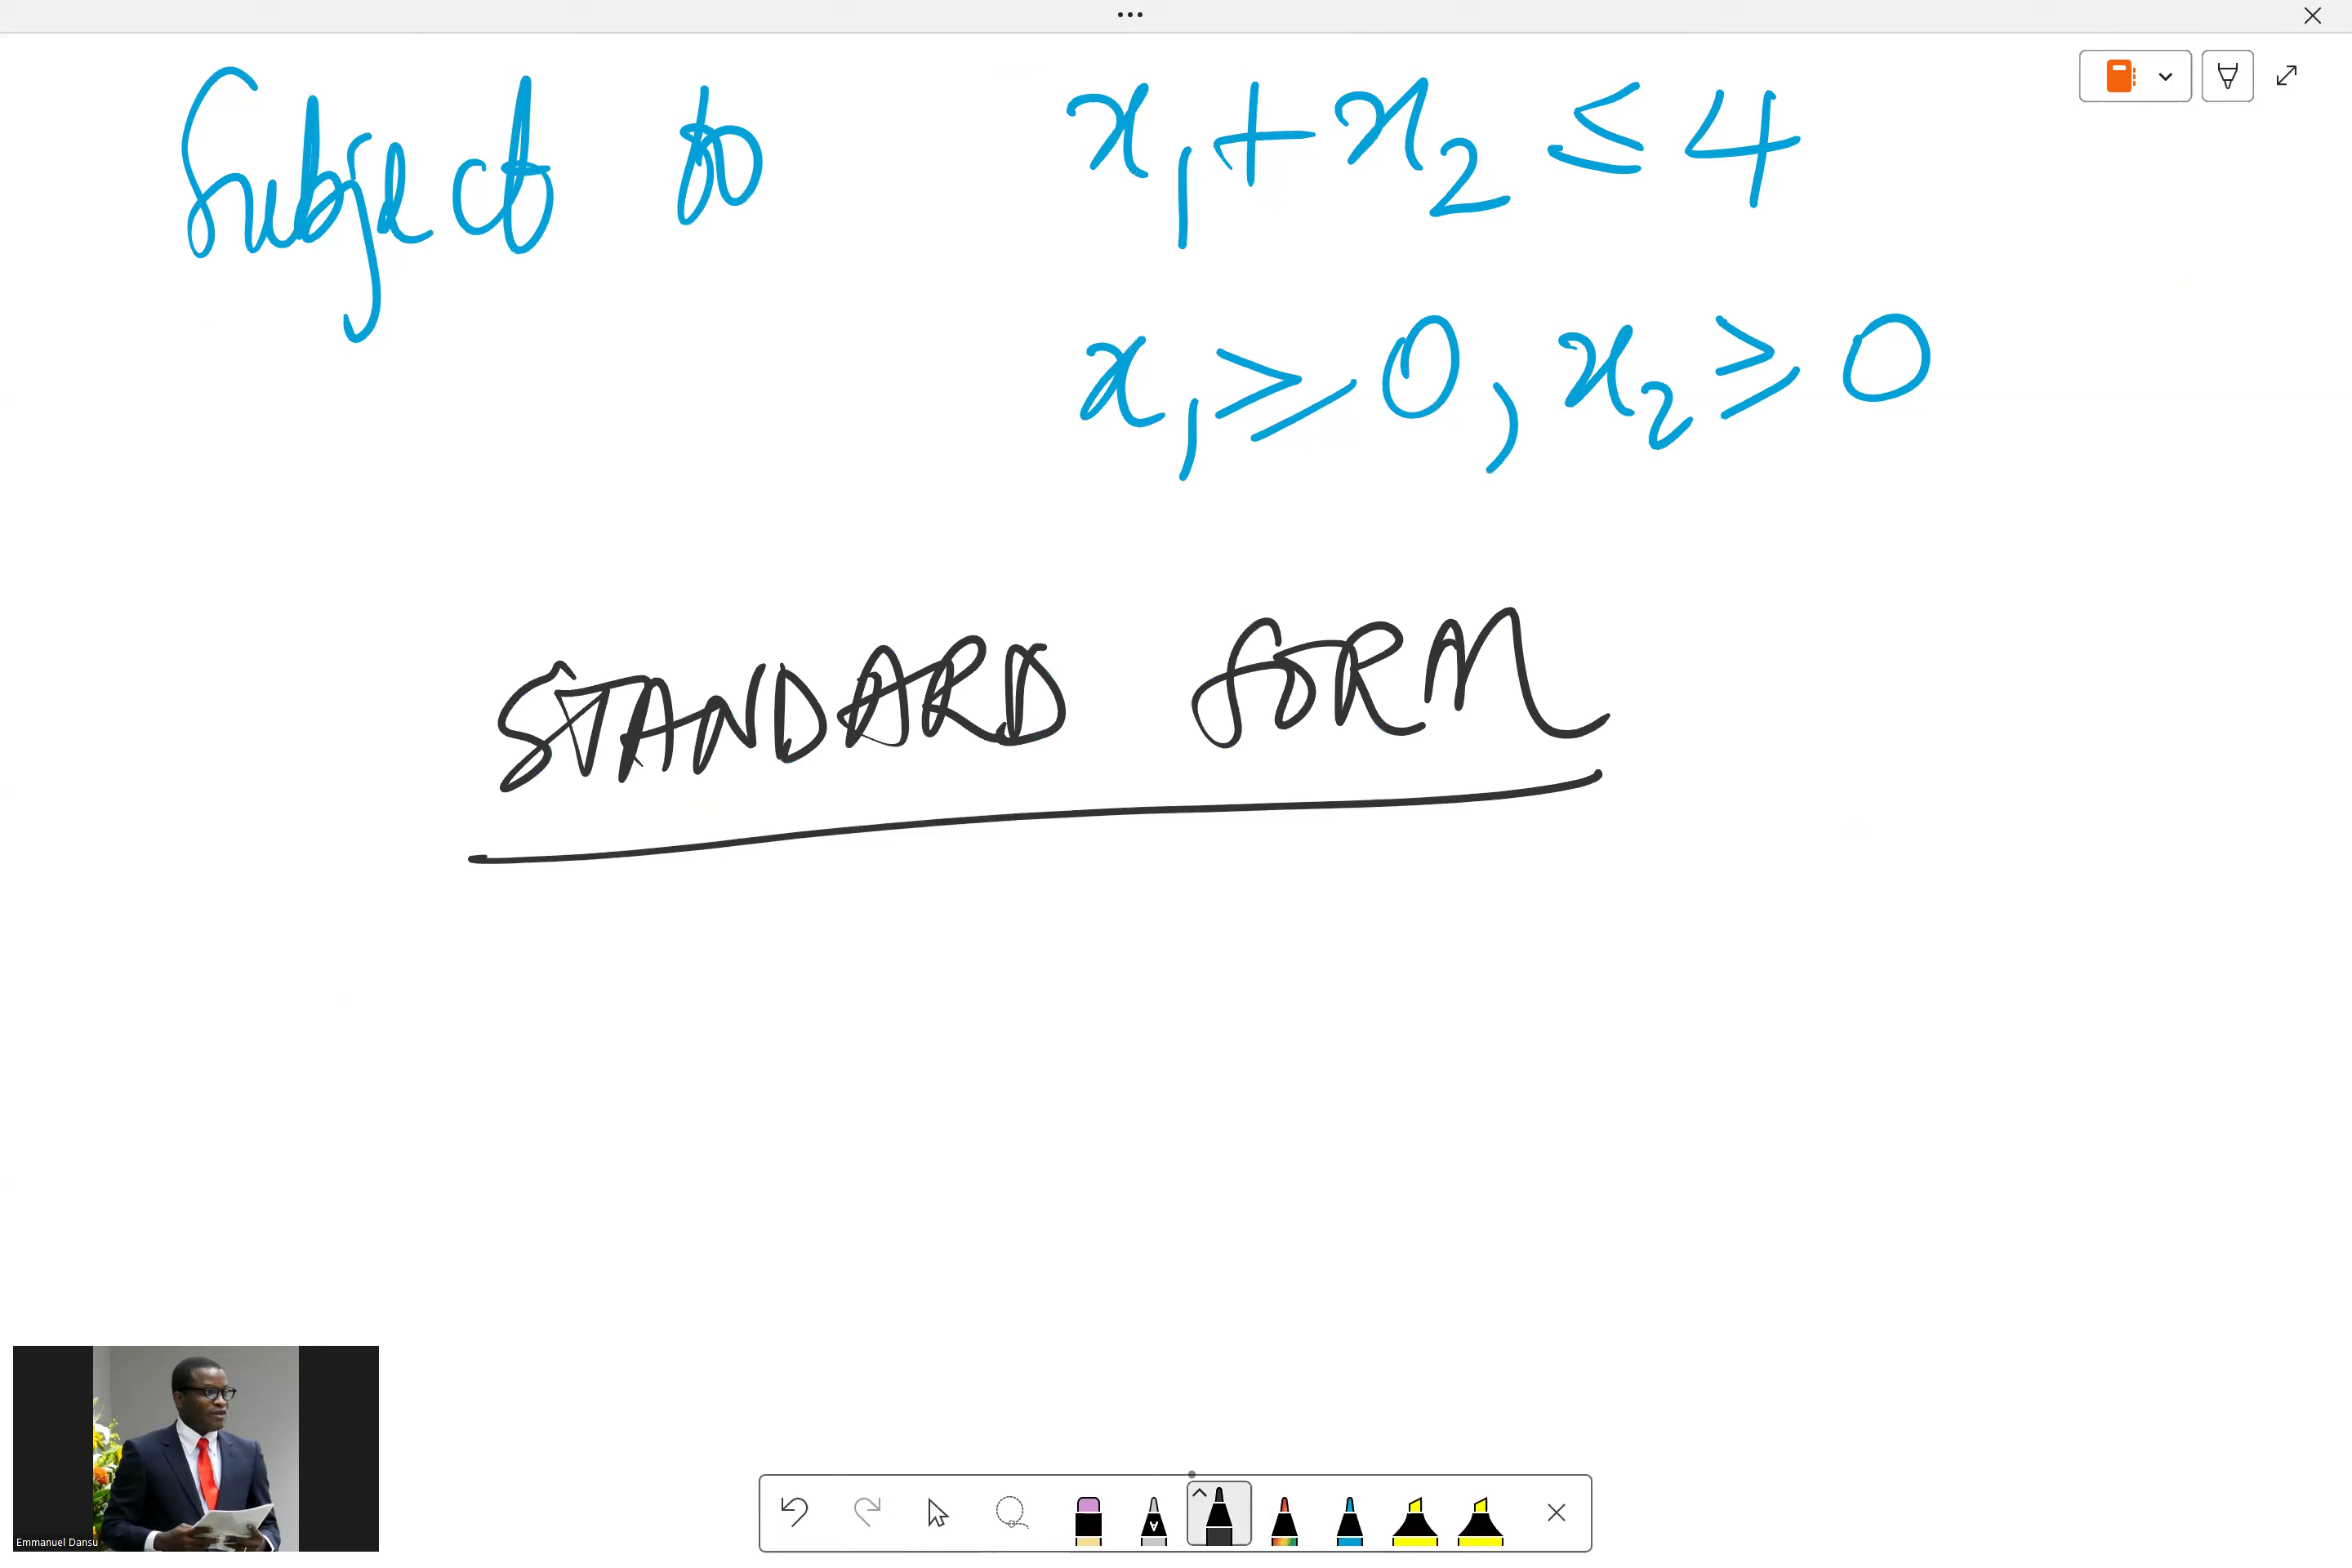 Subject to x₁ + x₂ ≤ 4
x₁ ≥ 0, x₂ ≥ 0
STANDARD FORM
Emmanuel Dansu